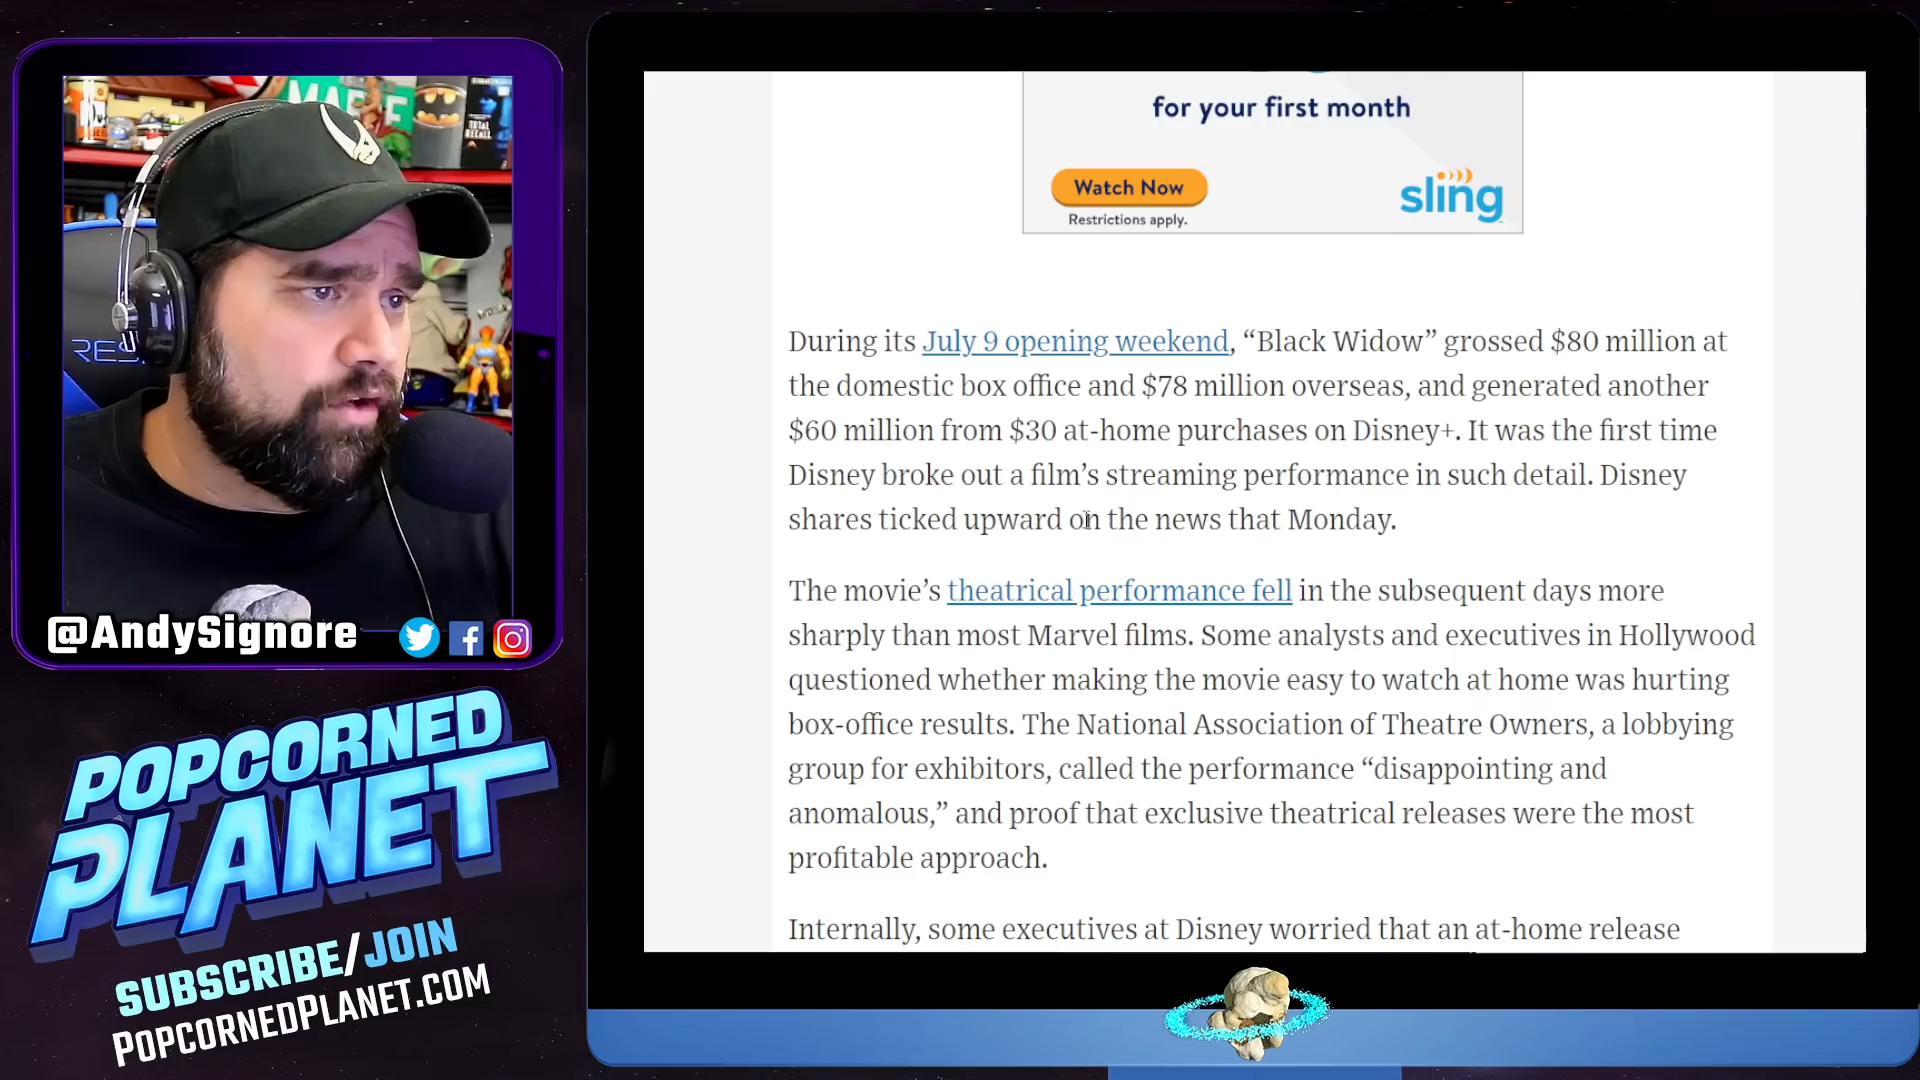 MARVE
TOTAL
RECALL
RES
@AndySignore
POPCORNED
PLANET
SUBSCRIBE/JOIN
POPCORNEDPLANET.COM
for your first month
Watch Now
Restrictions apply.
sling
During its July 9 opening weekend, “Black Widow” grossed $80 million at
the domestic box office and $78 million overseas, and generated another
$60 million from $30 at-home purchases on Disney+. It was the first time
Disney broke out a film’s streaming performance in such detail. Disney
shares ticked upward on the news that Monday.
The movie’s theatrical performance fell in the subsequent days more
sharply than most Marvel films. Some analysts and executives in Hollywood
questioned whether making the movie easy to watch at home was hurting
box-office results. The National Association of Theatre Owners, a lobbying
group for exhibitors, called the performance “disappointing and
anomalous,” and proof that exclusive theatrical releases were the most
profitable approach.
Internally, some executives at Disney worried that an at-home release